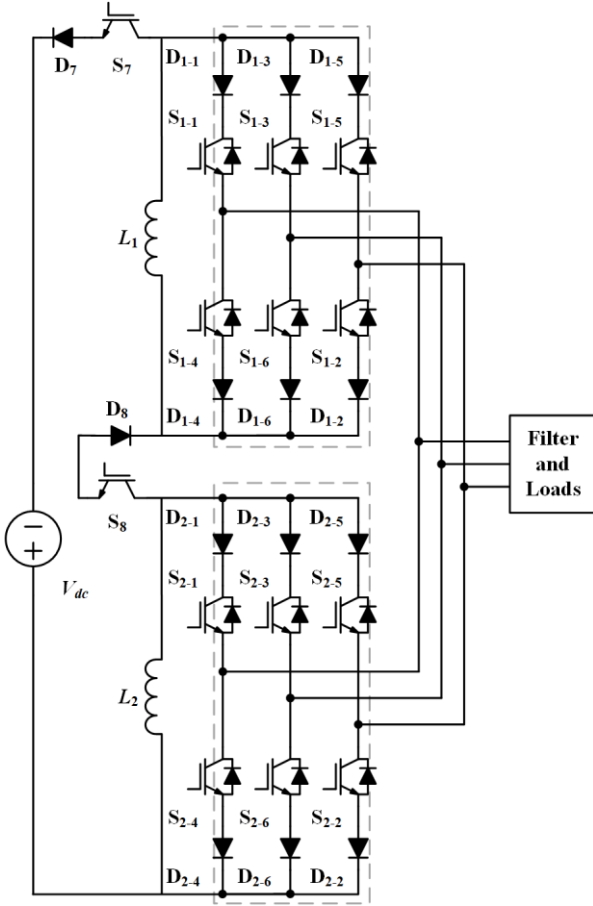 D7 S7 D1-1 D1-3 D1-5
S1-1 S1-3 S1-5
L1
S1-4 S1-6 S1-2
D8 D1-4 D1-6 D1-2
Filter
and
Loads
S8 D2-1 D2-3 D2-5
−
+
Vdc
S2-1 S2-3 S2-5
L2
S2-4 S2-6 S2-2
D2-4 D2-6 D2-2